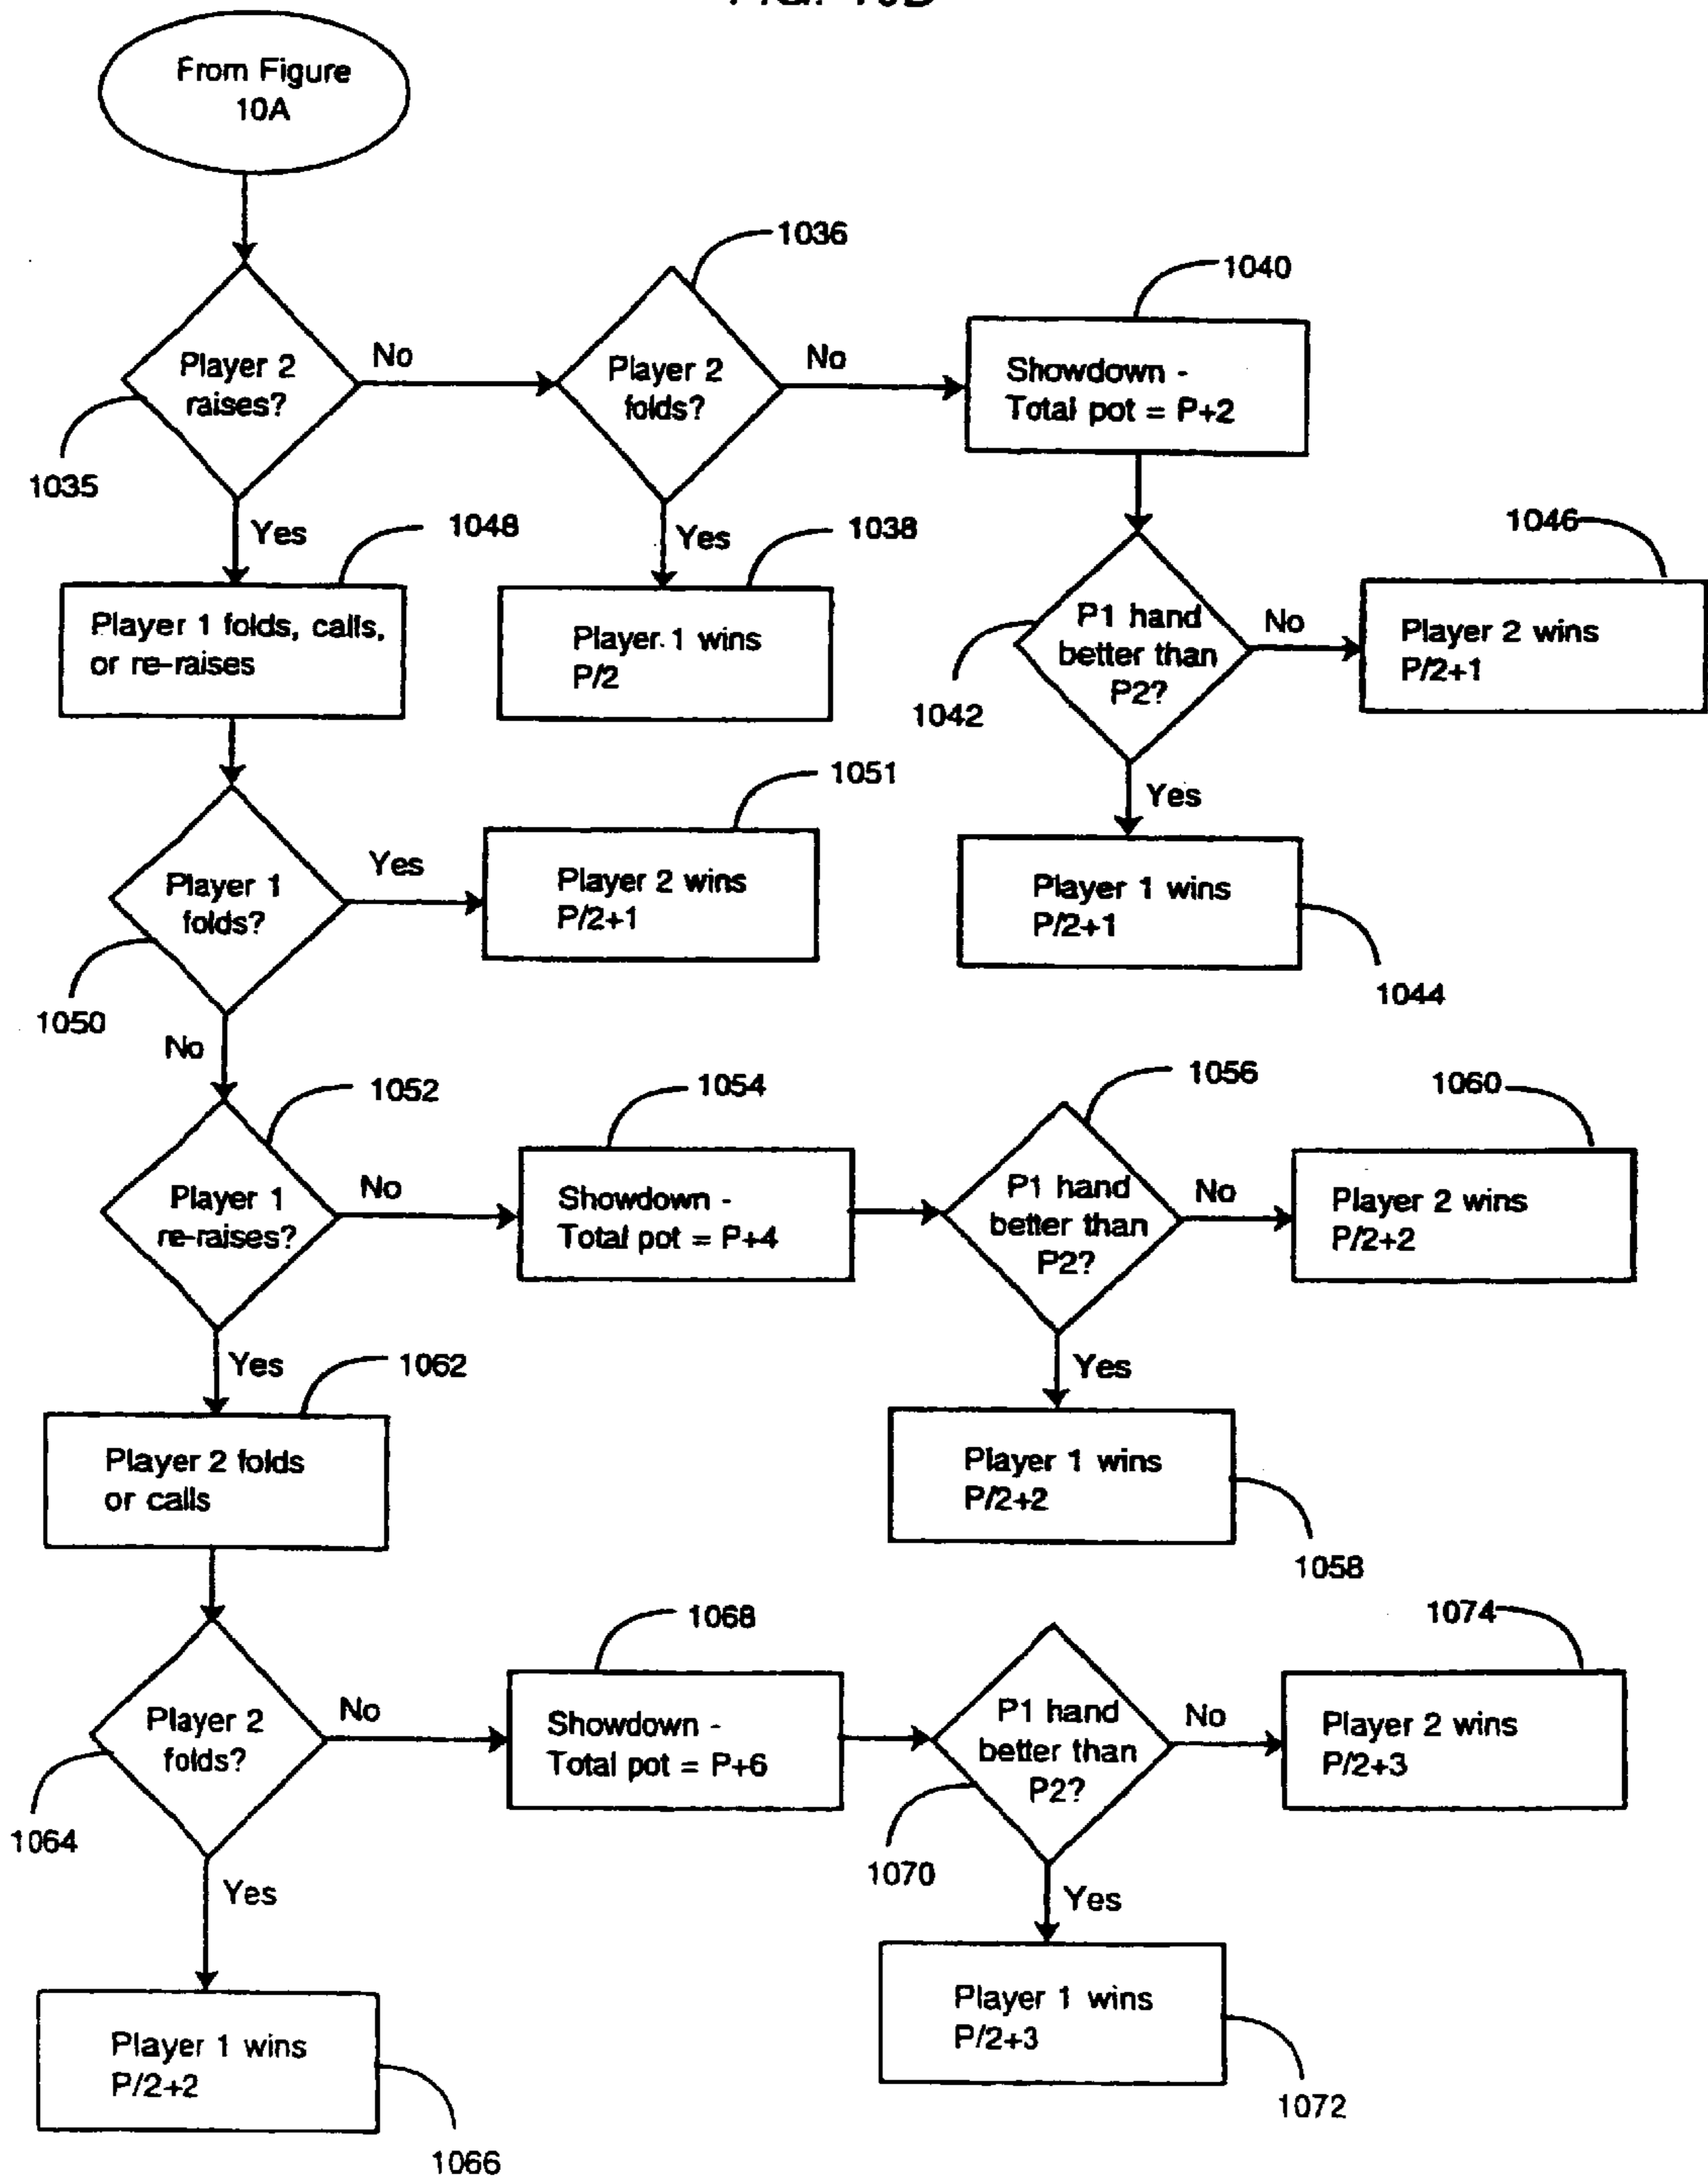 From Figure
10A
1036
1040
Player 2
raises?
No
Player 2
folds?
No
Showdown -
Total pot = P+2
1035
Yes
1048
Yes
1038
1046
Player 1 folds, calls,
or re-raises
Player 1 wins
P/2
P1 hand
better than
P2?
No
Player 2 wins
P/2+1
1042
1051
Yes
Player 1
folds?
Yes
Player 2 wins
P/2+1
Player 1 wins
P/2+1
1050
1044
No
1052
1054
1056
1060
Player 1
re-raises?
No
Showdown -
Total pot = P+4
P1 hand
better than
P2?
No
Player 2 wins
P/2+2
Yes
1062
Yes
Player 2 folds
or calls
Player 1 wins
P/2+2
1058
1068
1074
Player 2
folds?
No
Showdown -
Total pot = P+6
P1 hand
better than
P2?
No
Player 2 wins
P/2+3
1064
1070
Yes
Yes
Player 1 wins
P/2+2
Player 1 wins
P/2+3
1072
1066